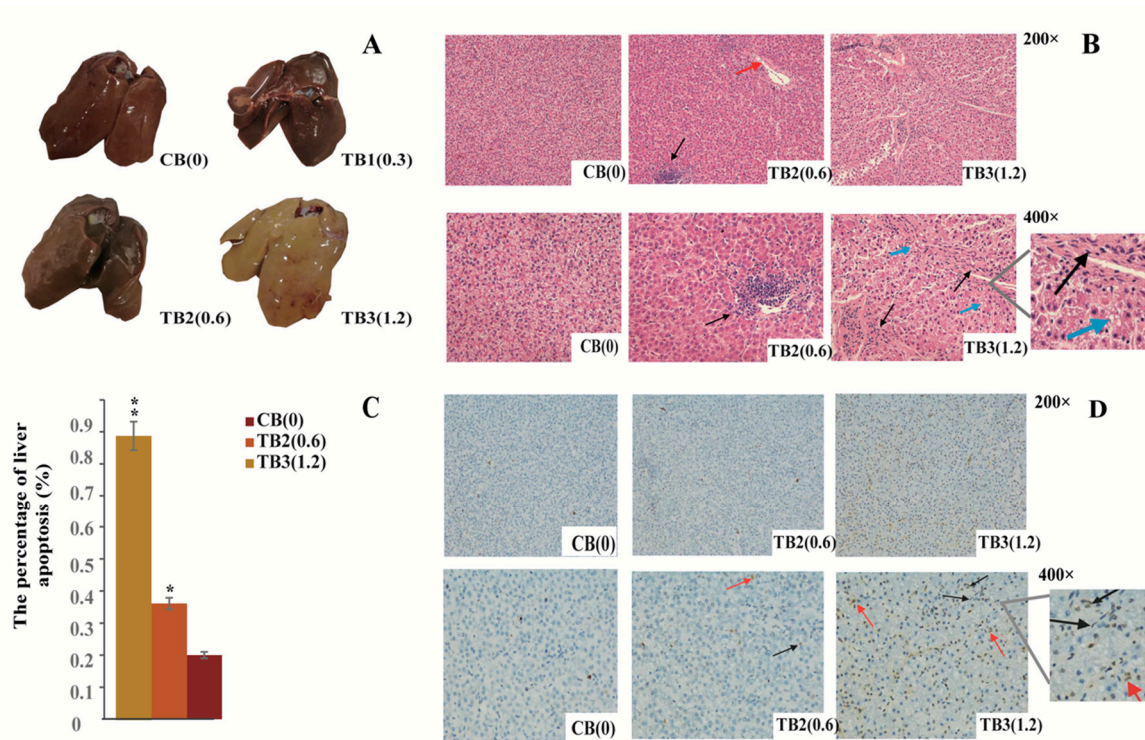 A
CB(0)
TB1(0.3)
TB2(0.6)
TB3(1.2)
200×
B
CB(0)
TB2(0.6)
TB3(1.2)
400×
CB(0)
TB2(0.6)
TB3(1.2)
C
The percentage of liver
apoptosis (%)
0.9
0.8
0.7
0.6
0.5
0.4
0.3
0.2
0.1
0
**
*
CB(0)
TB2(0.6)
TB3(1.2)
200×
D
CB(0)
TB2(0.6)
TB3(1.2)
400×
CB(0)
TB2(0.6)
TB3(1.2)